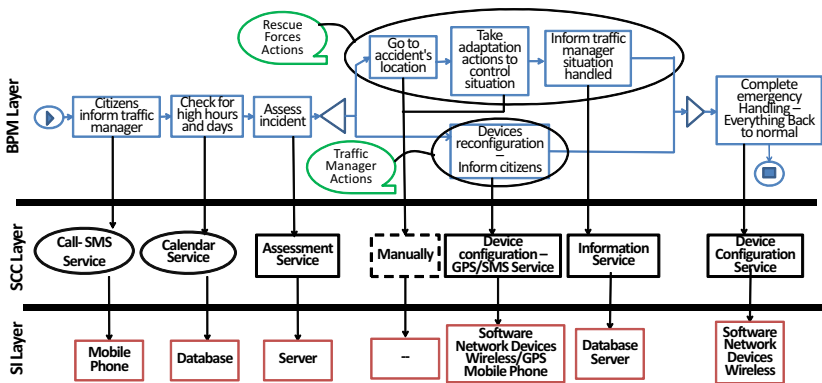 Rescue
Forces
Actions
Go to
accident's
location
Take
adaptation
actions to
control
situation
Inform traffic
manager
situation
handled
BPM Layer
Citizens
inform traffic
manager
Check for
high hours
and days
Assess
incident
Complete
emergency
Handling –
Everything Back
to normal
Traffic
Manager
Actions
Devices
reconfiguration
–
Inform citizens
SCC Layer
Call- SMS
Service
Calendar
Service
Assessment
Service
Manually
Device
configuration –
GPS/SMS Service
Information
Service
Device
Configuration
Service
SI Layer
Mobile
Phone
Database
Server
--
Software
Network Devices
Wireless/GPS
Mobile Phone
Database
Server
Software
Network
Devices
Wireless